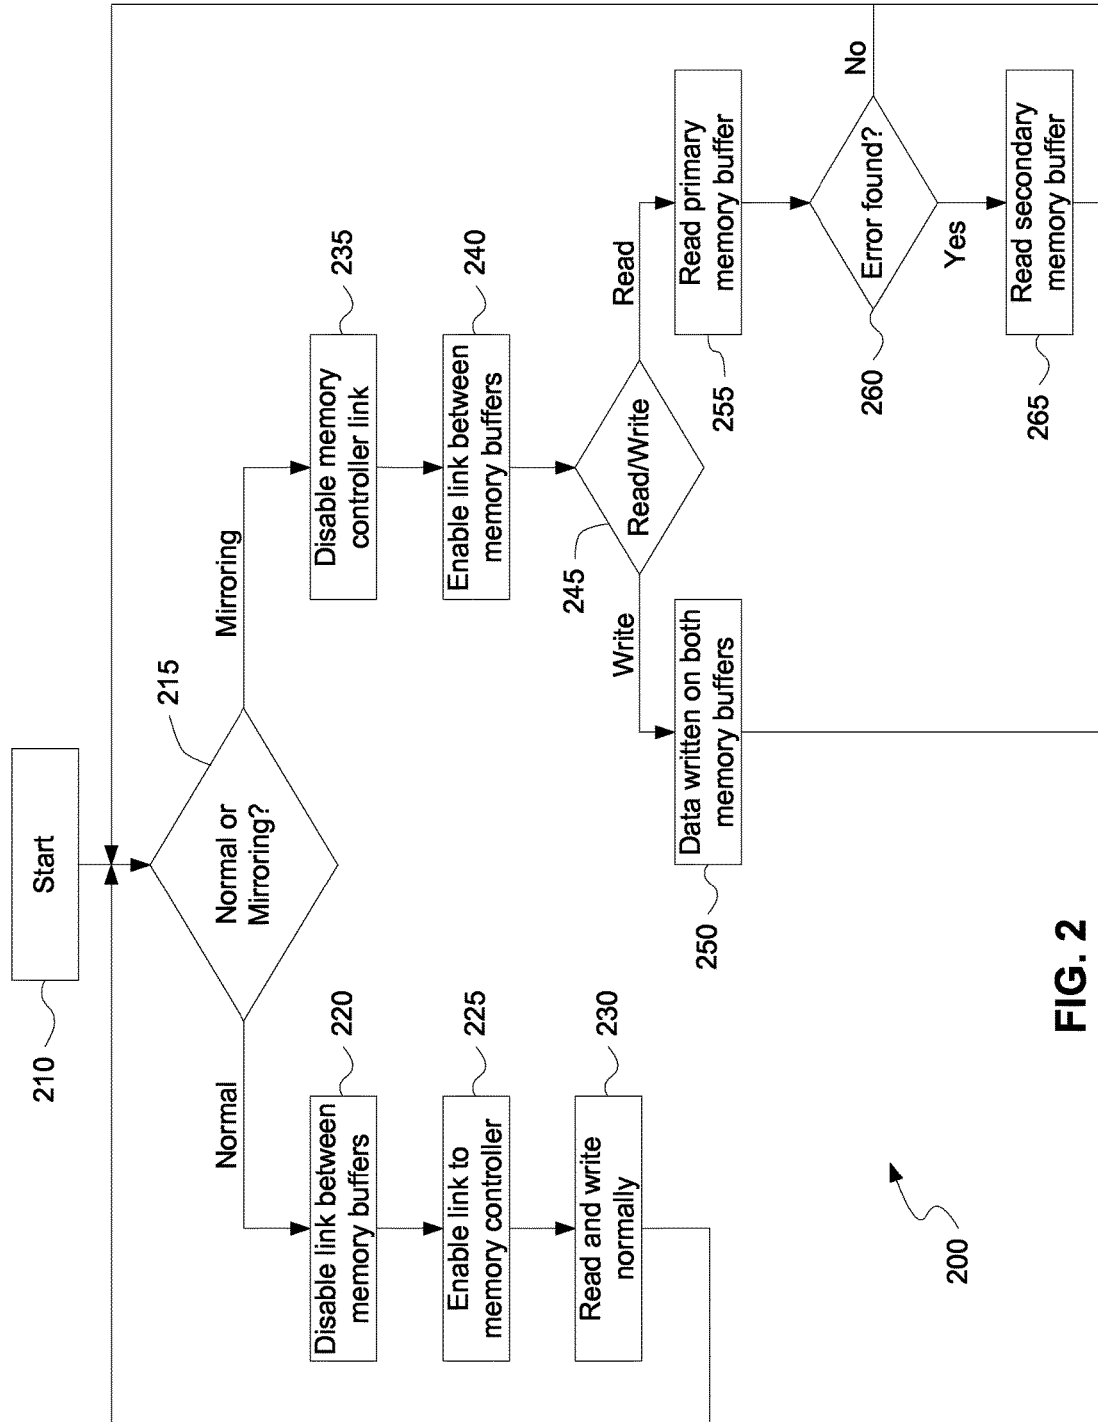 Start
210
Normal or
Mirroring?
215
Normal
Mirroring
Disable link between
memory buffers
220
Enable link to
memory controller
225
Read and write
normally
230
Disable memory
controller link
235
Enable link between
memory buffers
240
Read/Write
245
Write
Read
Data written on both
memory buffers
250
Read primary
memory buffer
255
Error found?
260
No
Yes
Read secondary
memory buffer
265
200
FIG. 2